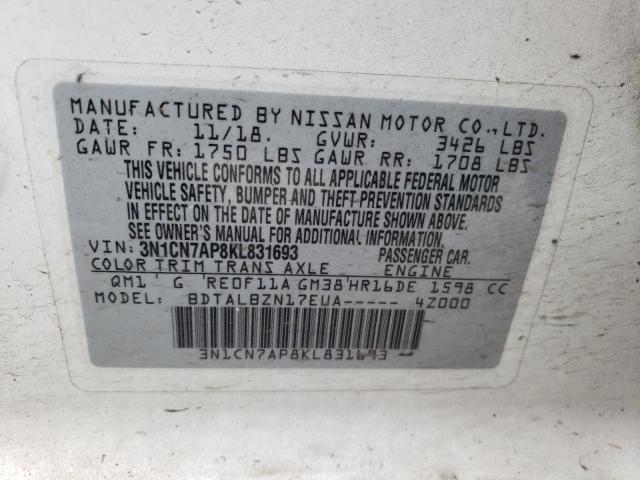 MANUFACTURED BY NISSAN MOTOR CO., LTD.
DATE: 11/18. GVWR: 3426 LBS
GAWR FR: 1750 LBS GAWR RR: 1708 LBS
THIS VEHICLE CONFORMS TO ALL APPLICABLE FEDERAL MOTOR
VEHICLE SAFETY, BUMPER AND THEFT PREVENTION STANDARDS
IN EFFECT ON THE DATE OF MANUFACTURE SHOWN ABOVE.
SEE OWNER'S MANUAL FOR ADDITIONAL INFORMATION.
VIN: 3N1CN7AP8KL831693 PASSENGER CAR.
COLOR TRIM TRANS AXLE ENGINE
QM1 G RE0F11A GM38 HR16DE 1598 CC
MODEL: BDTALBZN17EUA----- 4Z000
3N1CN7AP8KL831693